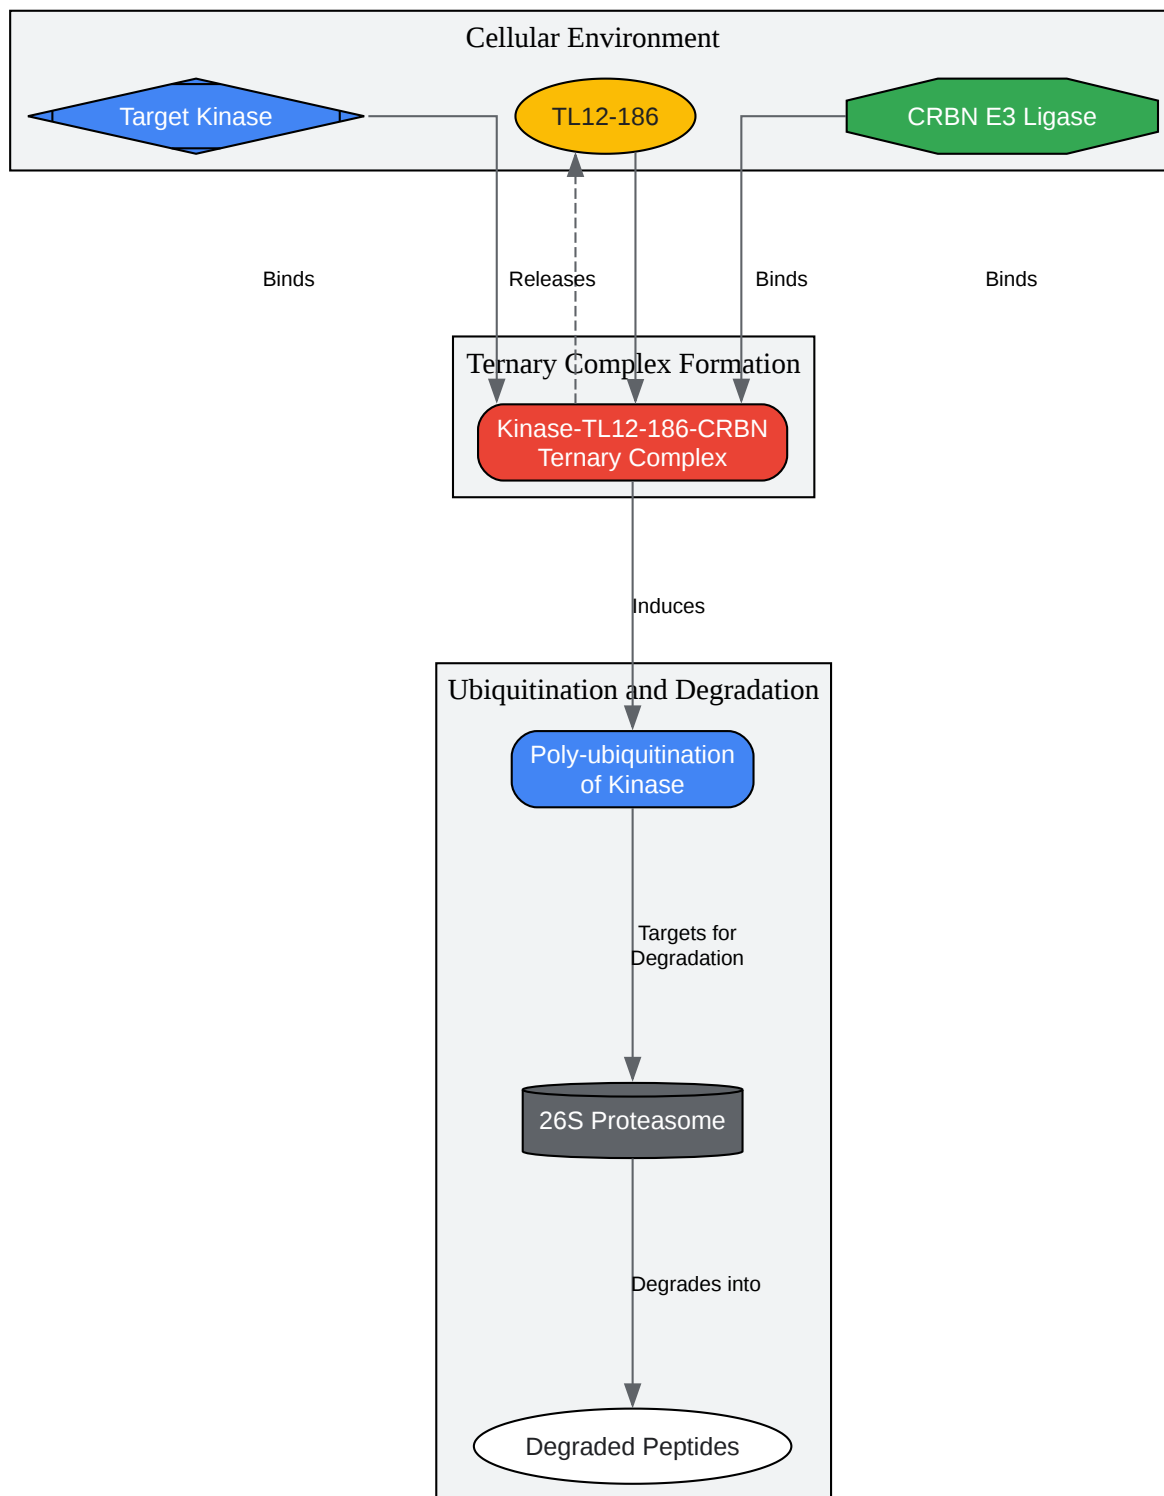 Cellular Environment
Target Kinase
TL12-186
CRBN E3 Ligase
Binds
Releases
Binds
Binds
Ternary Complex Formation
Kinase-TL12-186-CRBN
Ternary Complex
Induces
Ubiquitination and Degradation
Poly-ubiquitination
of Kinase
Targets for
Degradation
26S Proteasome
Degrades into
Degraded Peptides